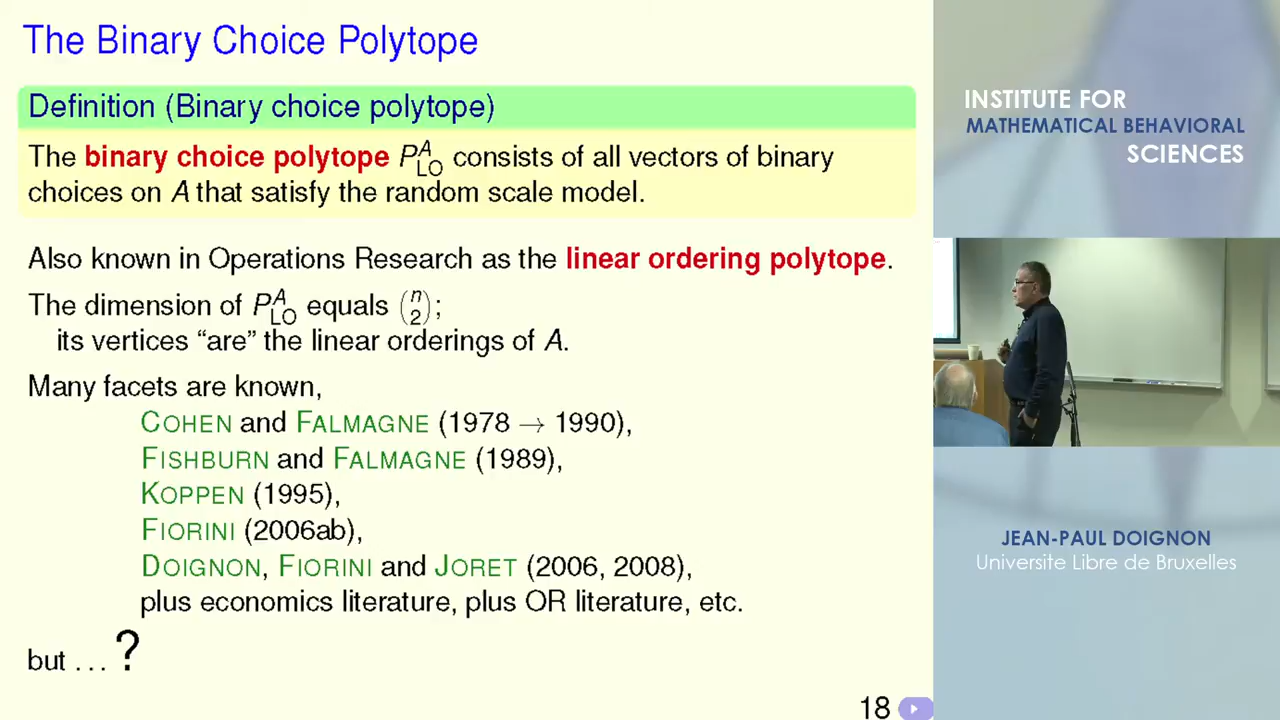 The Binary Choice Polytope
Definition (Binary choice polytope)
The binary choice polytope P^A_LO consists of all vectors of binary
choices on A that satisfy the random scale model.
Also known in Operations Research as the linear ordering polytope.
The dimension of P^A_LO equals (n 2);
its vertices “are” the linear orderings of A.
Many facets are known,
COHEN and FALMAGNE (1978 → 1990),
FISHBURN and FALMAGNE (1989),
KOPPEN (1995),
FIORINI (2006ab),
DOIGNON, FIORINI and JORET (2006, 2008),
plus economics literature, plus OR literature, etc.
but … ?
18
INSTITUTE FOR
MATHEMATICAL BEHAVIORAL
SCIENCES
JEAN-PAUL DOIGNON
Universite Libre de Bruxelles